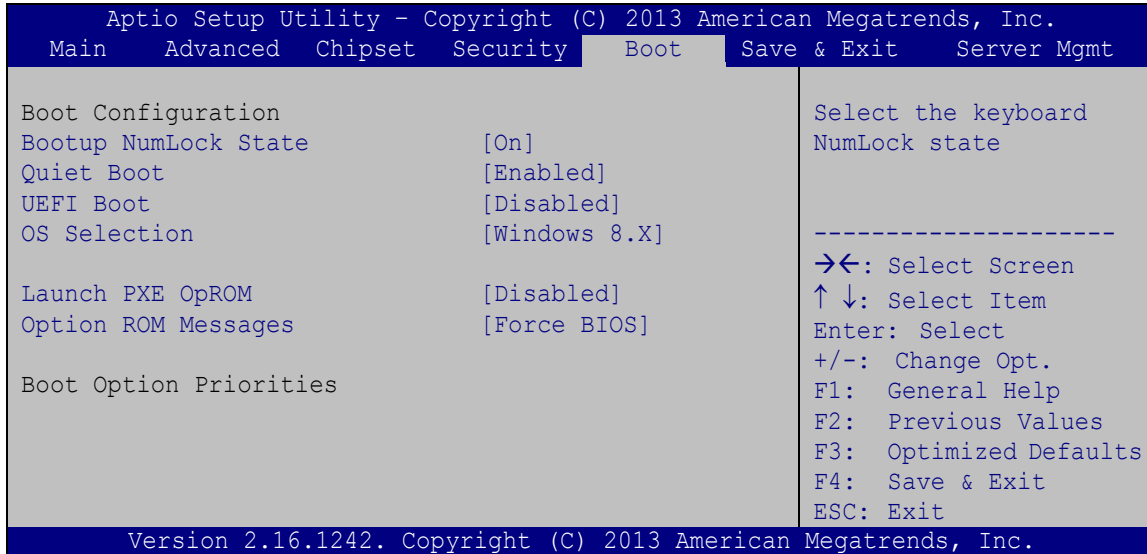 Aptio Setup Utility – Copyright (C) 2013 American Megatrends, Inc.
Main Advanced Chipset Security Boot Save & Exit Server Mgmt
Boot Configuration
Bootup NumLock State [On]
Quiet Boot [Enabled]
UEFI Boot [Disabled]
OS Selection [Windows 8.X]
Launch PXE OpROM [Disabled]
Option ROM Messages [Force BIOS]
Boot Option Priorities
Select the keyboard
NumLock state
---------------------
→←: Select Screen
↑ ↓: Select Item
Enter: Select
+/-: Change Opt.
F1: General Help
F2: Previous Values
F3: Optimized Defaults
F4: Save & Exit
ESC: Exit
Version 2.16.1242. Copyright (C) 2013 American Megatrends, Inc.